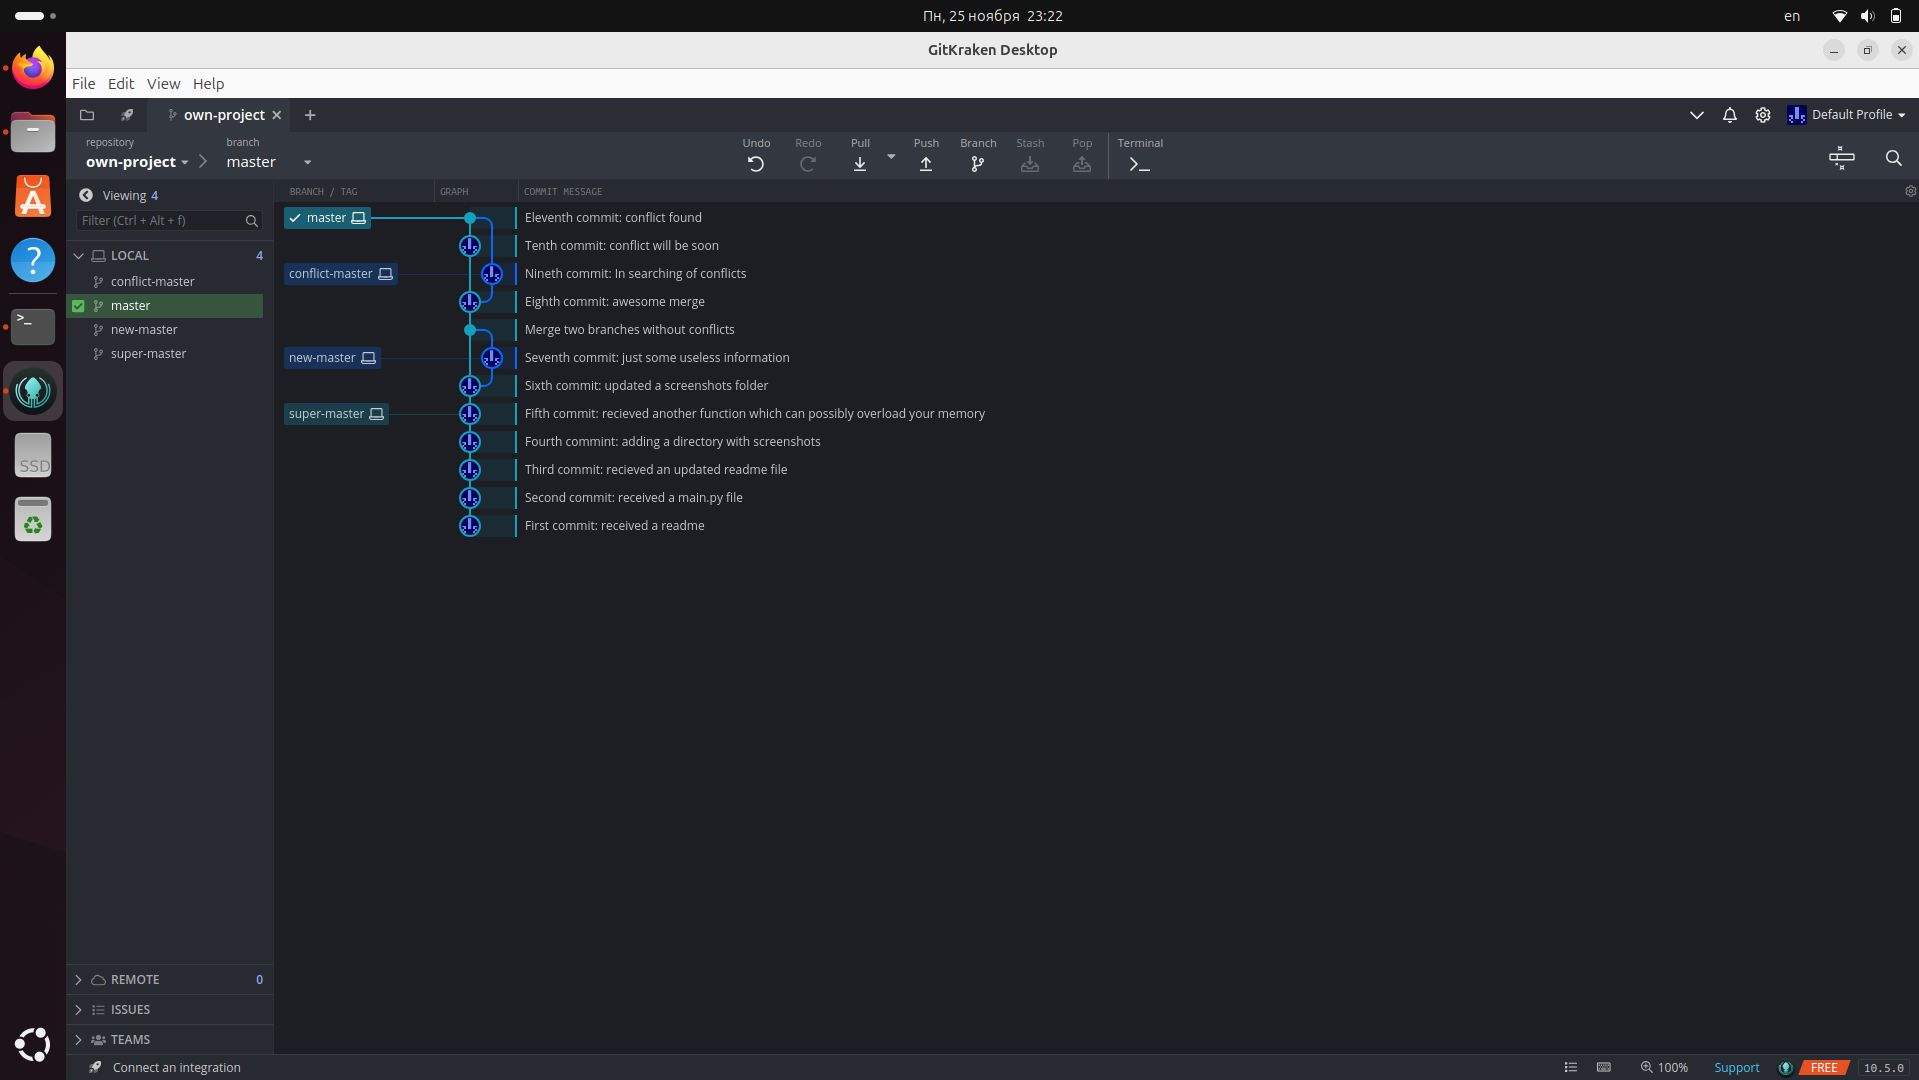 Пн, 25 ноября 23:22
en
GitKraken Desktop
File Edit View Help
own-project
Default Profile
repository
own-project
branch
master
Undo
Redo
Pull
Push
Branch
Stash
Pop
Terminal
Viewing 4
Filter (Ctrl + Alt + f)
LOCAL 4
conflict-master
master
new-master
super-master
REMOTE 0
ISSUES
TEAMS
BRANCH / TAG
GRAPH
COMMIT MESSAGE
master
Eleventh commit: conflict found
Tenth commit: conflict will be soon
conflict-master
Nineth commit: In searching of conflicts
Eighth commit: awesome merge
Merge two branches without conflicts
new-master
Seventh commit: just some useless information
Sixth commit: updated a screenshots folder
super-master
Fifth commit: recieved another function which can possibly overload your memory
Fourth commint: adding a directory with screenshots
Third commit: recieved an updated readme file
Second commit: received a main.py file
First commit: received a readme
SSD
Connect an integration
100%
Support
FREE
10.5.0